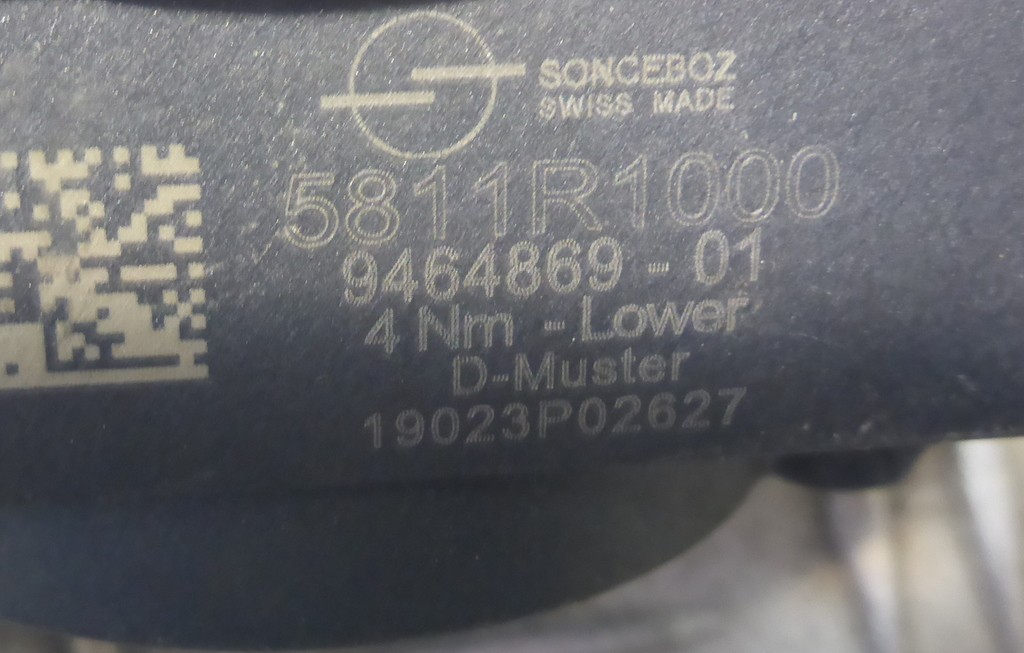 SONCEBOZ
SWISS MADE
5811R1000
9464869 - 01
4 Nm - Lower
D-Muster
19023P02627